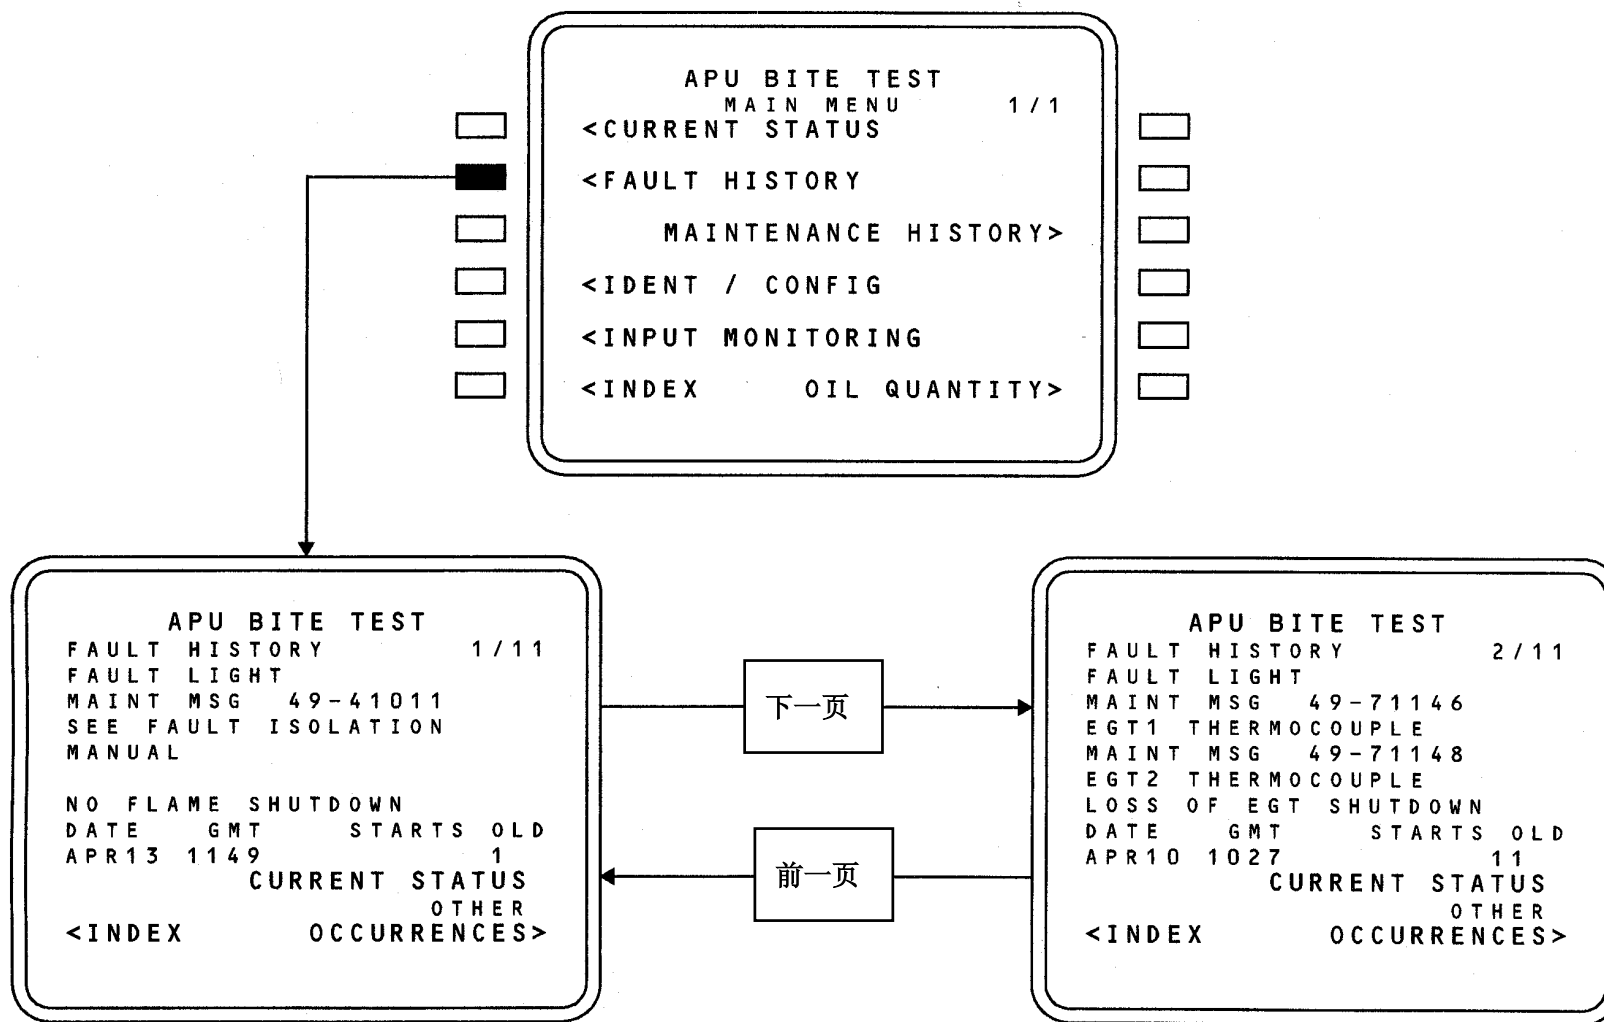 APU BITE TEST
MAIN MENU 1/1
<CURRENT STATUS
<FAULT HISTORY
MAINTENANCE HISTORY>
<IDENT / CONFIG
<INPUT MONITORING
<INDEX OIL QUANTITY>
APU BITE TEST
FAULT HISTORY 1/11
FAULT LIGHT
MAINT MSG 49-41011
SEE FAULT ISOLATION
MANUAL
NO FLAME SHUTDOWN
DATE GMT STARTS OLD
APR13 1149 1
CURRENT STATUS
OTHER
<INDEX OCCURRENCES>
下一页
前一页
APU BITE TEST
FAULT HISTORY 2/11
FAULT LIGHT
MAINT MSG 49-71146
EGT1 THERMOCOUPLE
MAINT MSG 49-71148
EGT2 THERMOCOUPLE
LOSS OF EGT SHUTDOWN
DATE GMT STARTS OLD
APR10 1027 11
CURRENT STATUS
OTHER
<INDEX OCCURRENCES>